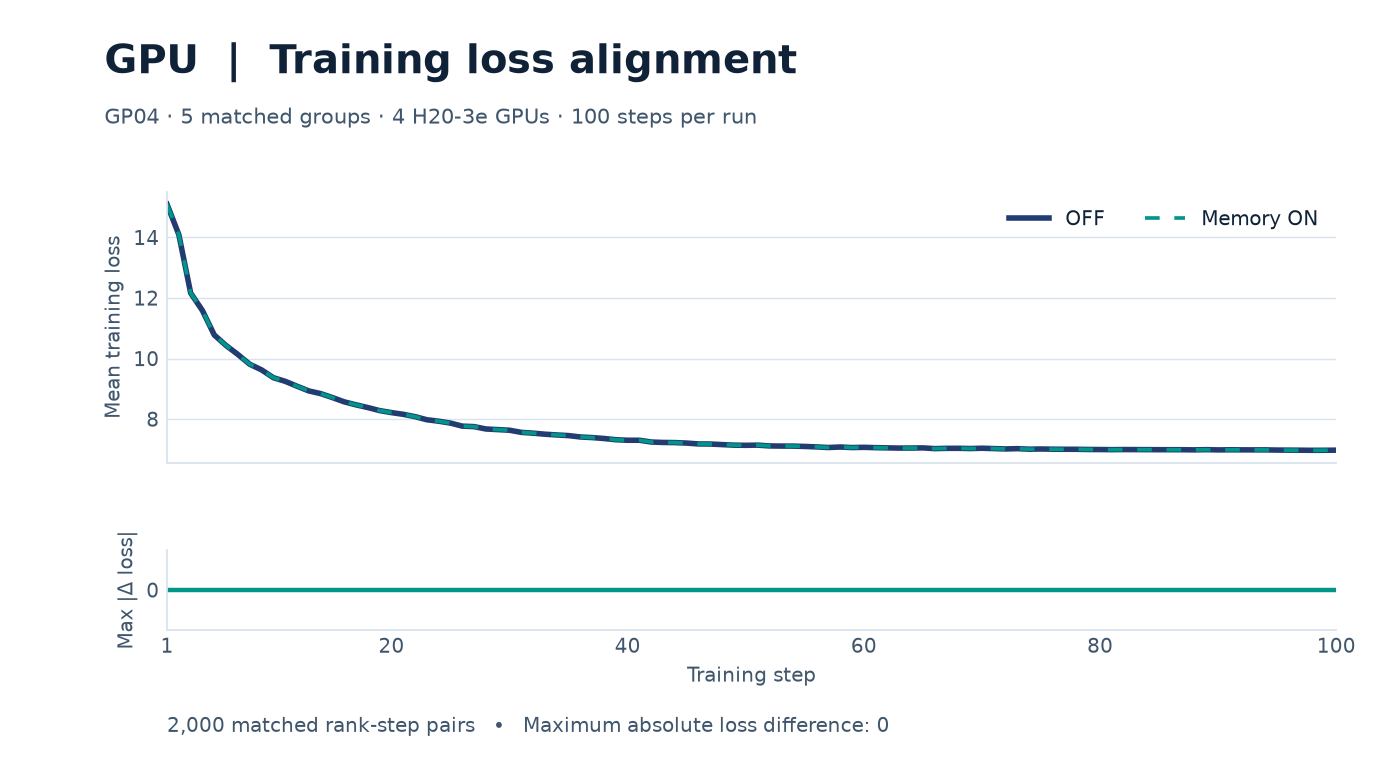 GPU | Training loss alignment
GP04 · 5 matched groups · 4 H20-3e GPUs · 100 steps per run
OFF
Memory ON
Mean training loss
14
12
10
8
Max |Δ loss|
0
1
20
40
60
80
100
Training step
2,000 matched rank-step pairs • Maximum absolute loss difference: 0